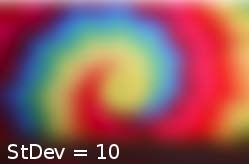 StDev = 10